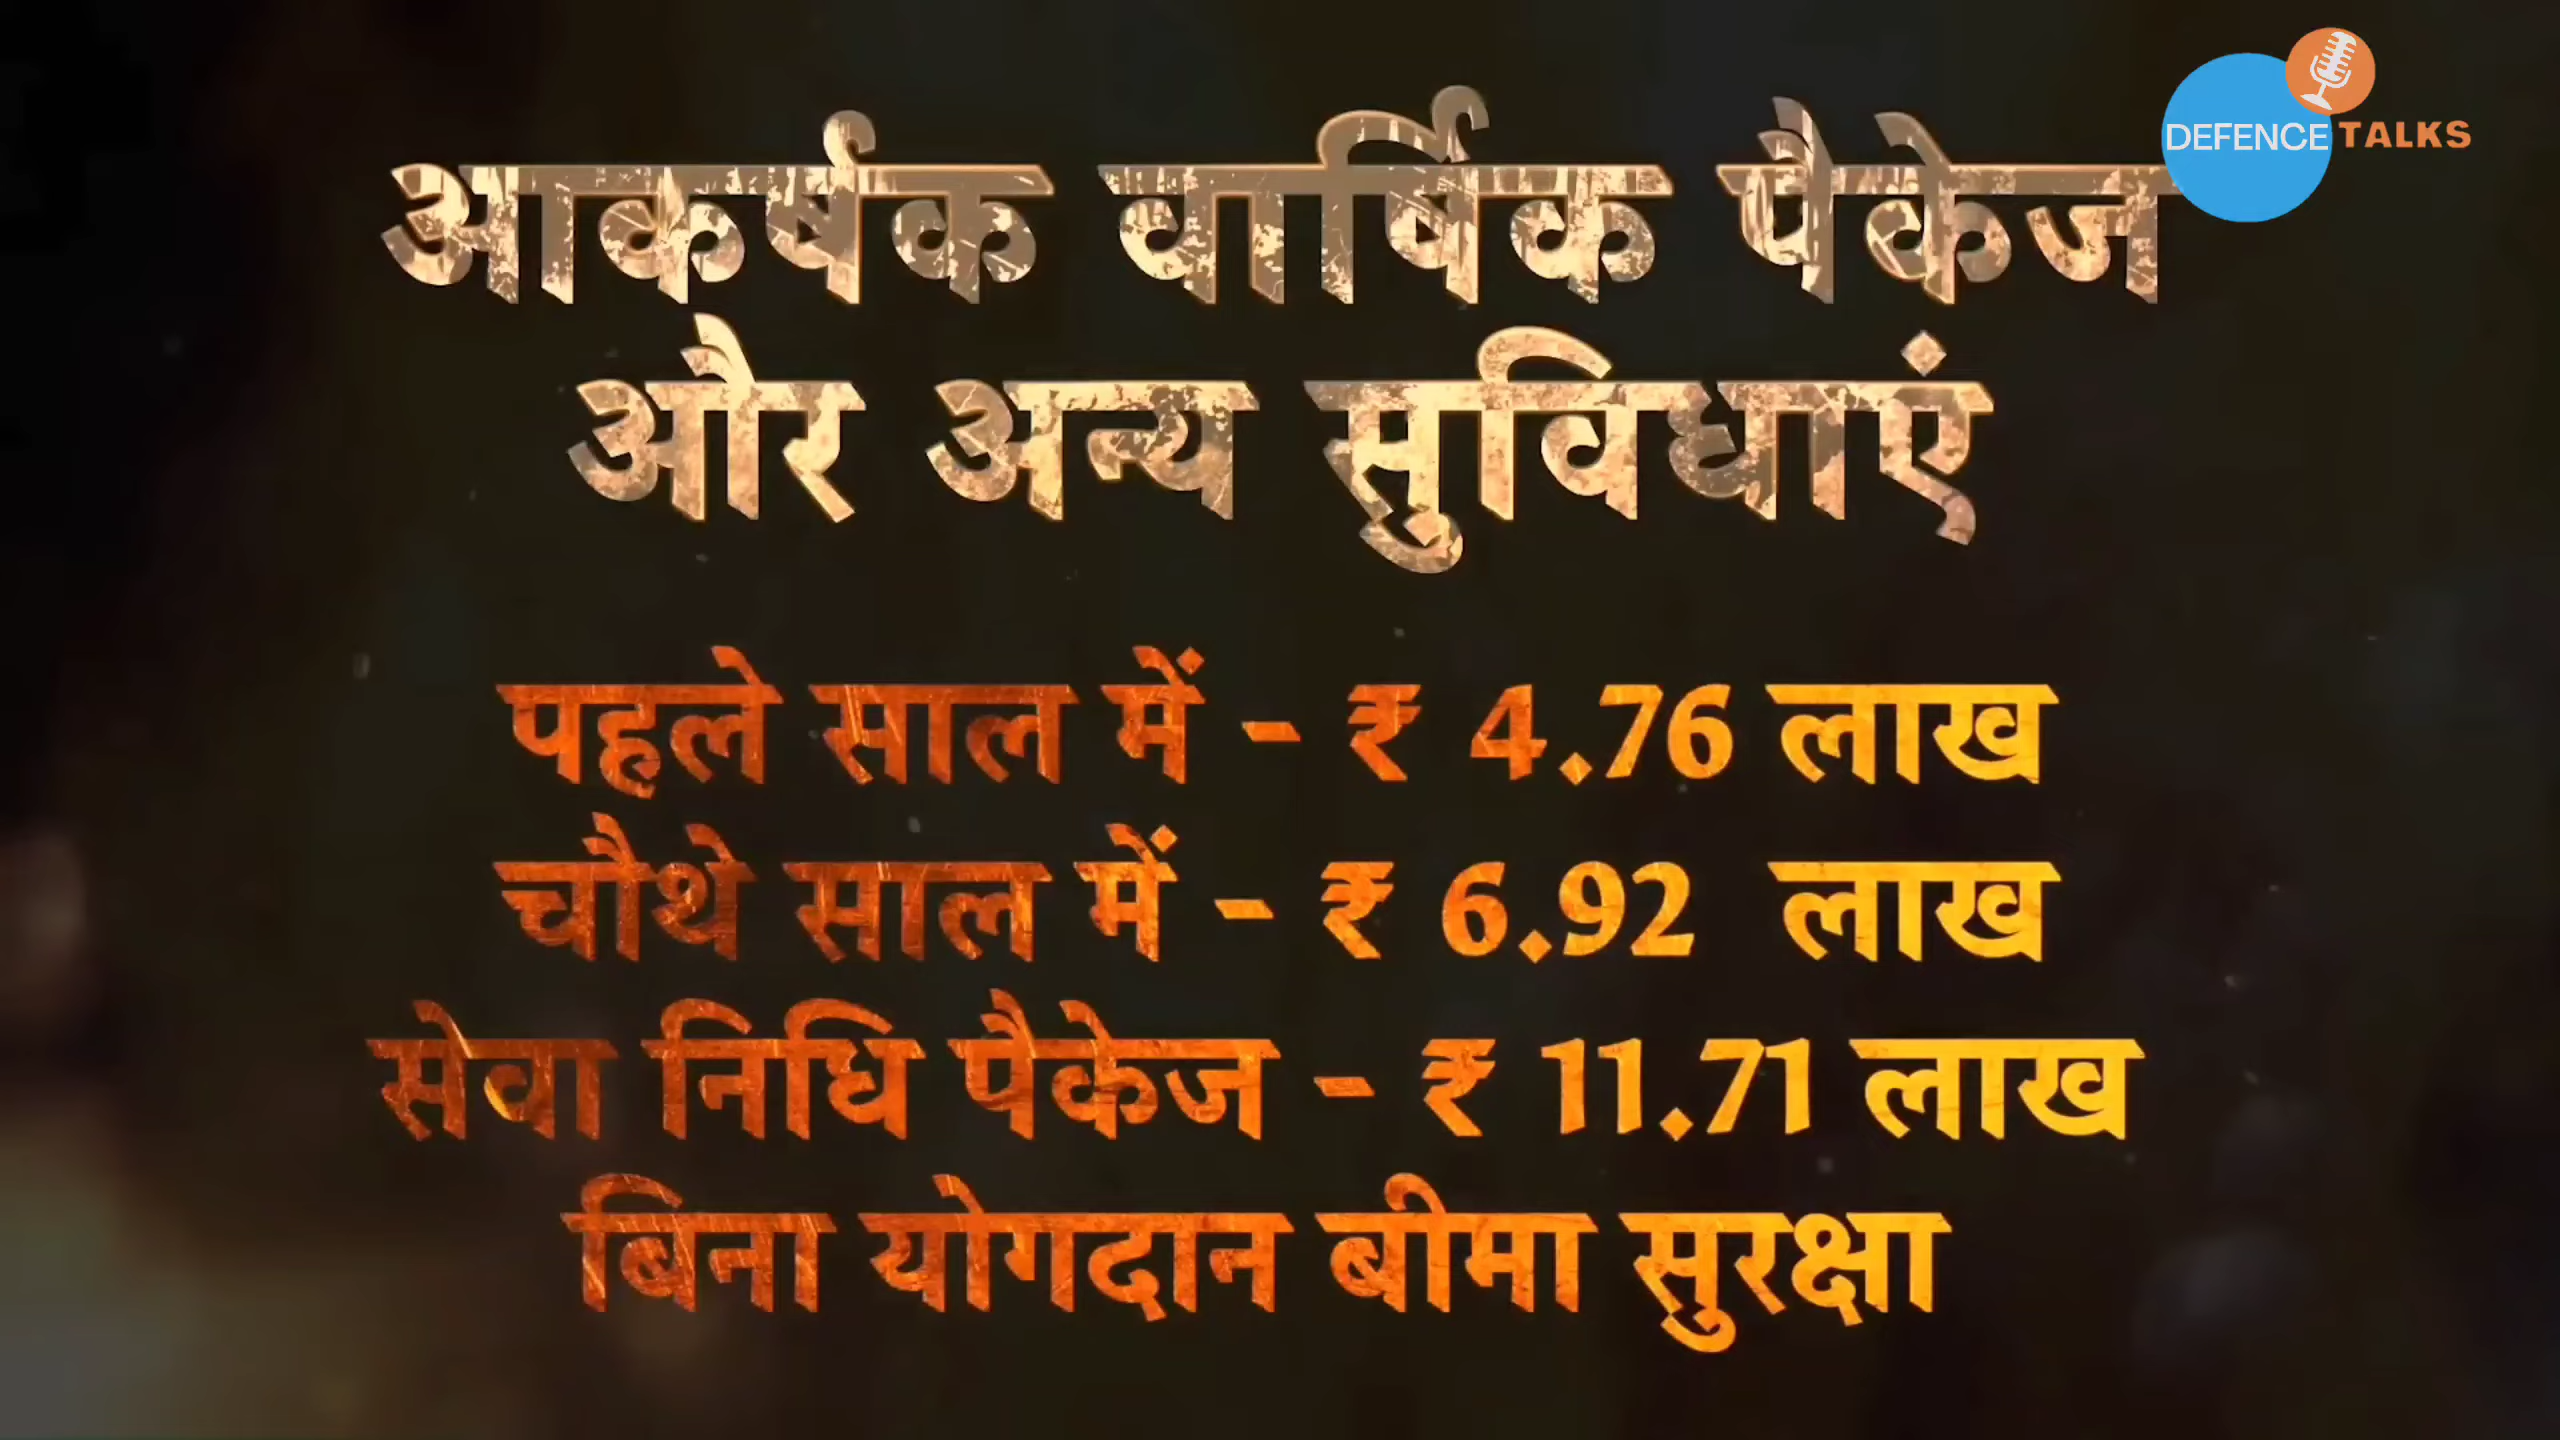 DEFENCE TALKS
आकर्षक वार्षिक पैकेज
और अन्य सुविधाएं
पहले साल में - ₹ 4.76 लाख
चौथे साल में - ₹ 6.92 लाख
सेवा निधि पैकेज - ₹ 11.71 लाख
बिना योगदान बीमा सुरक्षा